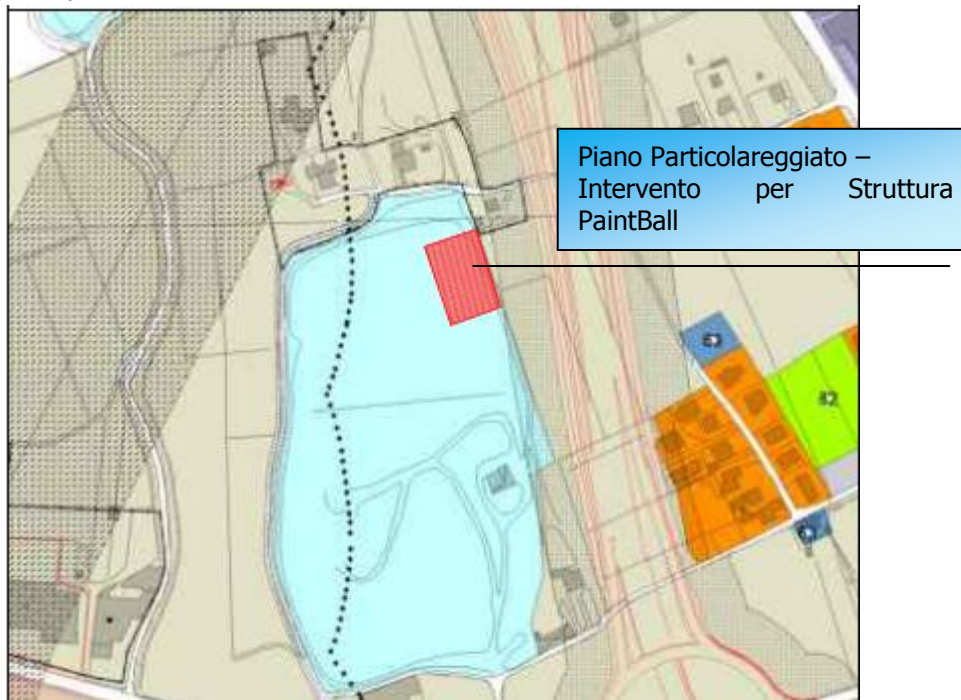 Piano Particolareggiato –
Intervento per Struttura
PaintBall